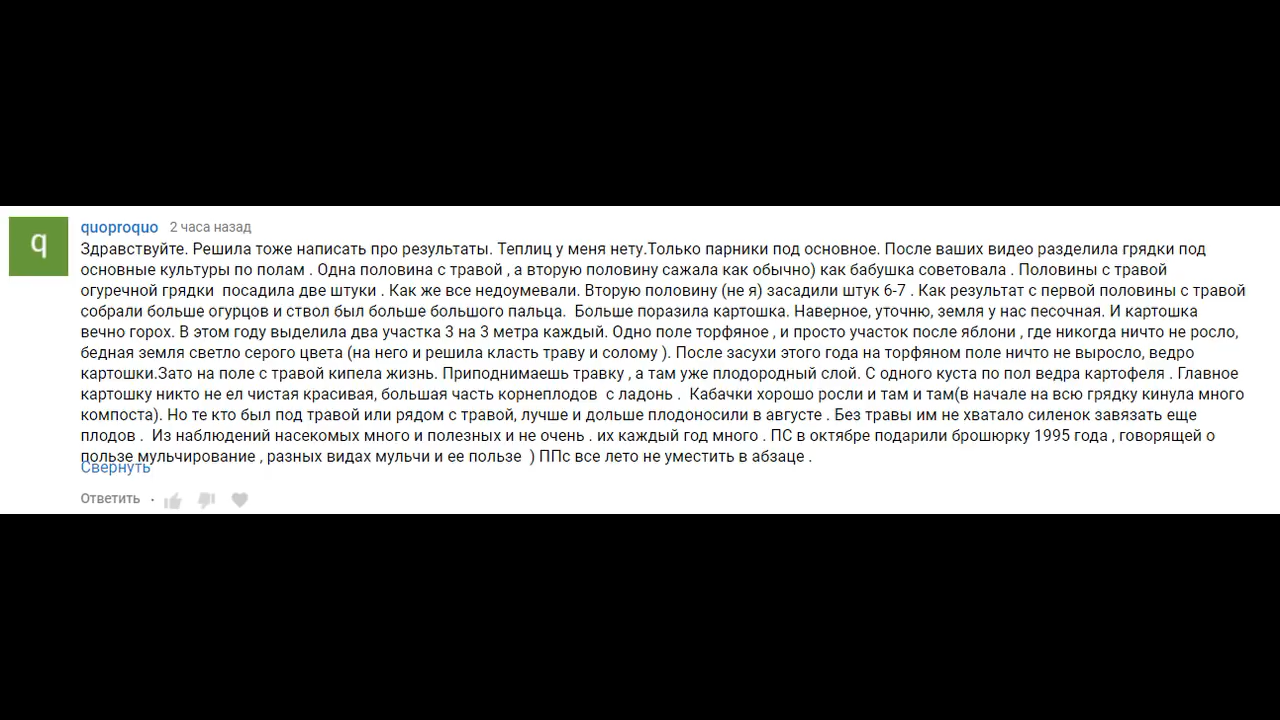 q
quoproquo 2 часа назад
Здравствуйте. Решила тоже написать про результаты. Теплиц у меня нету.Только парники под основное. После ваших видео разделила грядки под
основные культуры по полам . Одна половина с травой , а вторую половину сажала как обычно) как бабушка советовала . Половины с травой
огуречной грядки  посадила две штуки . Как же все недоумевали. Вторую половину (не я) засадили штук 6-7 . Как результат с первой половины с травой
собрали больше огурцов и ствол был больше большого пальца.  Больше поразила картошка. Наверное, уточню, земля у нас песочная. И картошка
вечно горох. В этом году выделила два участка 3 на 3 метра каждый. Одно поле торфяное , и просто участок после яблони , где никогда ничто не росло,
бедная земля светло серого цвета (на него и решила класть траву и солому ). После засухи этого года на торфяном поле ничто не выросло, ведро
картошки.Зато на поле с травой кипела жизнь. Приподнимаешь травку , а там уже плодородный слой. С одного куста по пол ведра картофеля . Главное
картошку никто не ел чистая красивая, большая часть корнеплодов  с ладонь .  Кабачки хорошо росли и там и там(в начале на всю грядку кинула много
компоста). Но те кто был под травой или рядом с травой, лучше и дольше плодоносили в августе . Без травы им не хватало силенок завязать еще
плодов .  Из наблюдений насекомых много и полезных и не очень . их каждый год много . ПС в октябре подарили брошюрку 1995 года , говорящей о
пользе мульчирование , разных видах мульчи и ее пользе  ) ППс все лето не уместить в абзаце .
Свернуть
Ответить ·